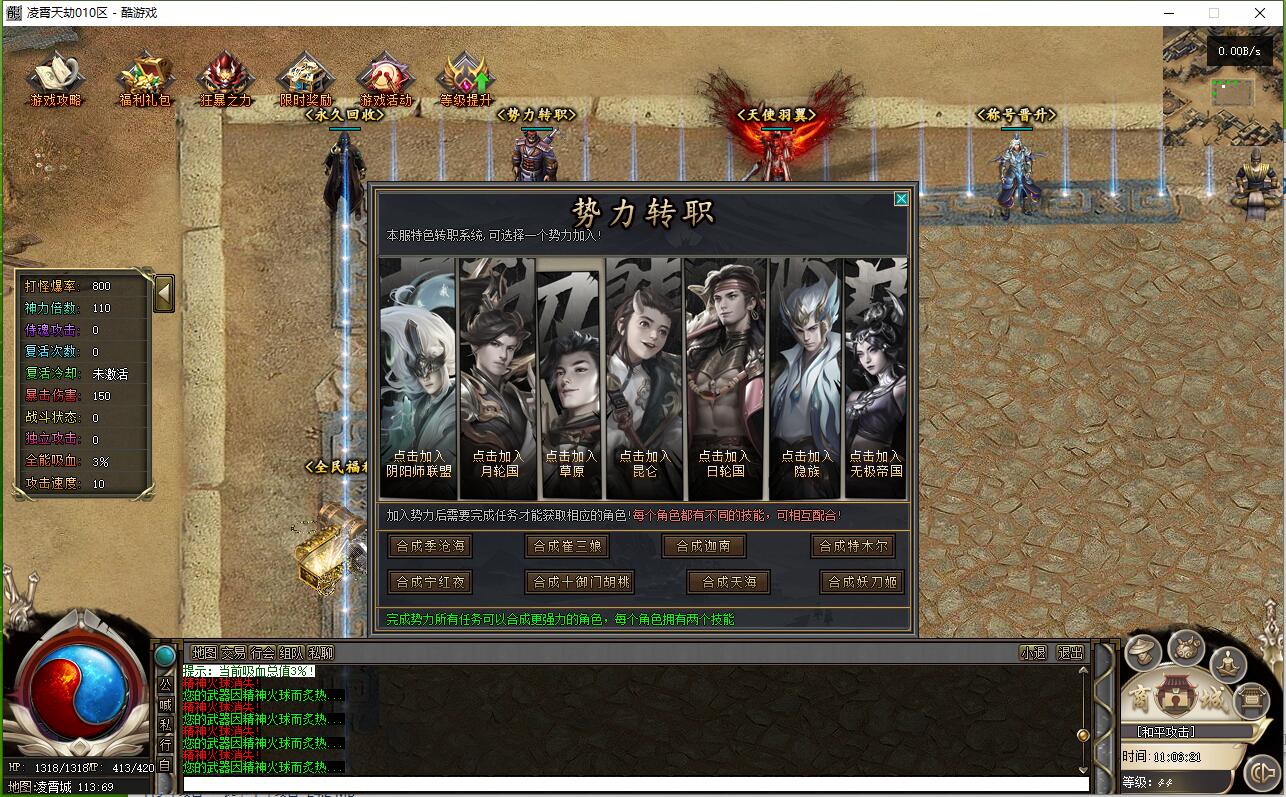 凌霄天劫010区 - 酷游戏
0.00B/s
游戏攻略
福利礼包
狂暴之力
限时奖励
游戏活动
等级提升
<永久回收>
<势力转职>
<天使羽翼>
<称号晋升>
势力转职
本服特色转职系统,可选择一个势力加入!
打怪爆率: 800
神力倍数: 110
侍魂攻击: 0
复活次数: 0
复活冷却: 未激活
暴击伤害: 150
战斗状态: 0
独立攻击: 0
全能吸血: 3%
攻击速度: 10
点击加入
阴阳师联盟
点击加入
月轮国
点击加入
草原
点击加入
昆仑
点击加入
日轮国
点击加入
隐族
点击加入
无极帝国
<全民福利
加入势力后需要完成任务才能获取相应的角色!每个角色都有不同的技能，可相互配合!
合成季沧海
合成崔三娘
合成迦南
合成特木尔
合成宁红夜
合成十御门胡桃
合成天海
合成妖刀姬
完成势力所有任务可以合成更强力的角色，每个角色拥有两个技能
地图 交易 行会 组队 私聊
小退 退出
提示：当前吸血总值3%!
精神火球消失!
您的武器因精神火球而炙热...
精神火球消失!
您的武器因精神火球而炙热...
精神火球消失!
您的武器因精神火球而炙热...
精神火球消失!
您的武器因精神火球而炙热...
公
喊
私
行
自
商城
[和平攻击]
时间:11:06:21
等级:
HP: 1318/1318 MP: 413/420
地图:凌霄城 113:69